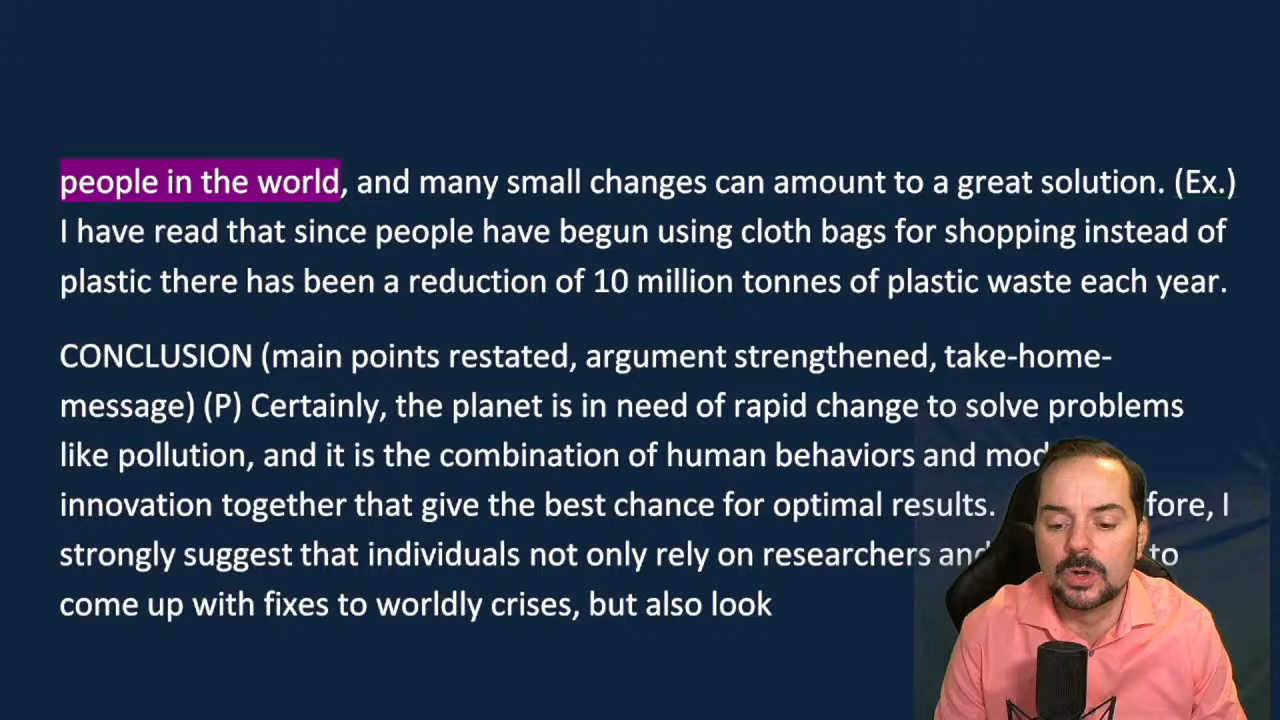 people in the world, and many small changes can amount to a great solution. (Ex.)
I have read that since people have begun using cloth bags for shopping instead of
plastic there has been a reduction of 10 million tonnes of plastic waste each year.
CONCLUSION (main points restated, argument strengthened, take-home-
message) (P) Certainly, the planet is in need of rapid change to solve problems
like pollution, and it is the combination of human behaviors and
innovation together that give the best chance for optimal results. I
strongly suggest that individuals not only rely on researchers to
come up with fixes to worldly crises, but also look